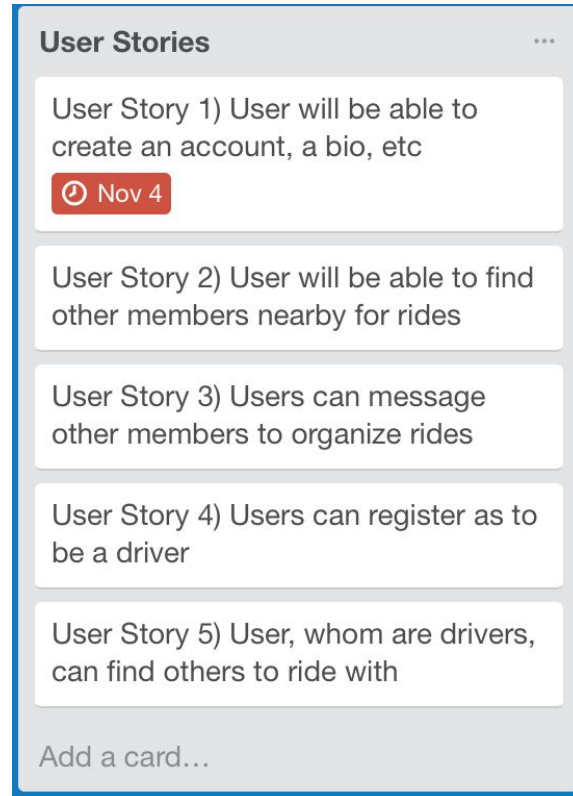 User Stories
User Story 1) User will be able to
create an account, a bio, etc
Nov 4
User Story 2) User will be able to find
other members nearby for rides
User Story 3) Users can message
other members to organize rides
User Story 4) Users can register as to
be a driver
User Story 5) User, whom are drivers,
can find others to ride with
Add a card…